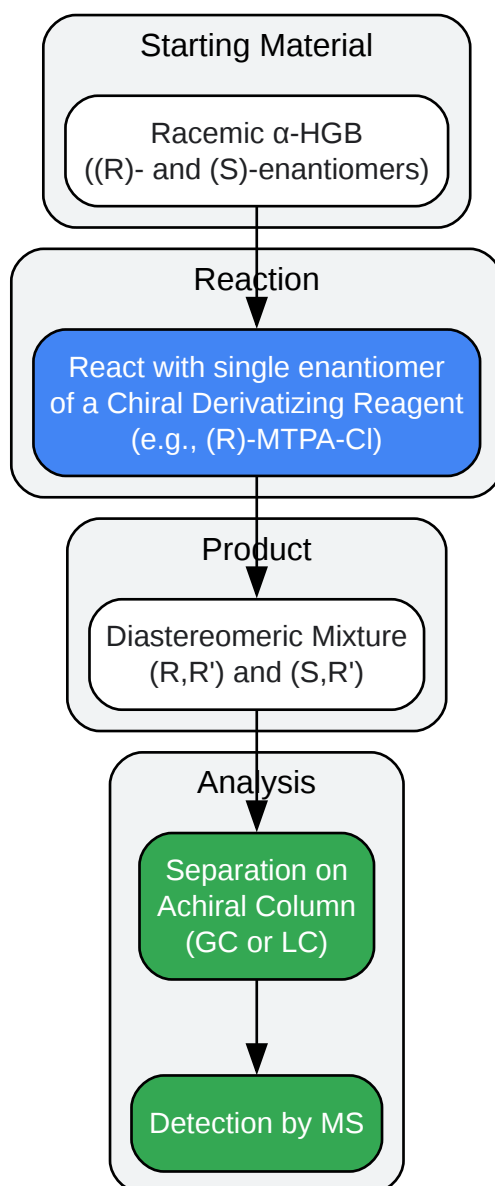 Starting Material
Racemic α-HGB
((R)- and (S)-enantiomers)
Reaction
React with single enantiomer
of a Chiral Derivatizing Reagent
(e.g., (R)-MTPA-Cl)
Product
Diastereomeric Mixture
(R,R') and (S,R')
Analysis
Separation on
Achiral Column
(GC or LC)
Detection by MS